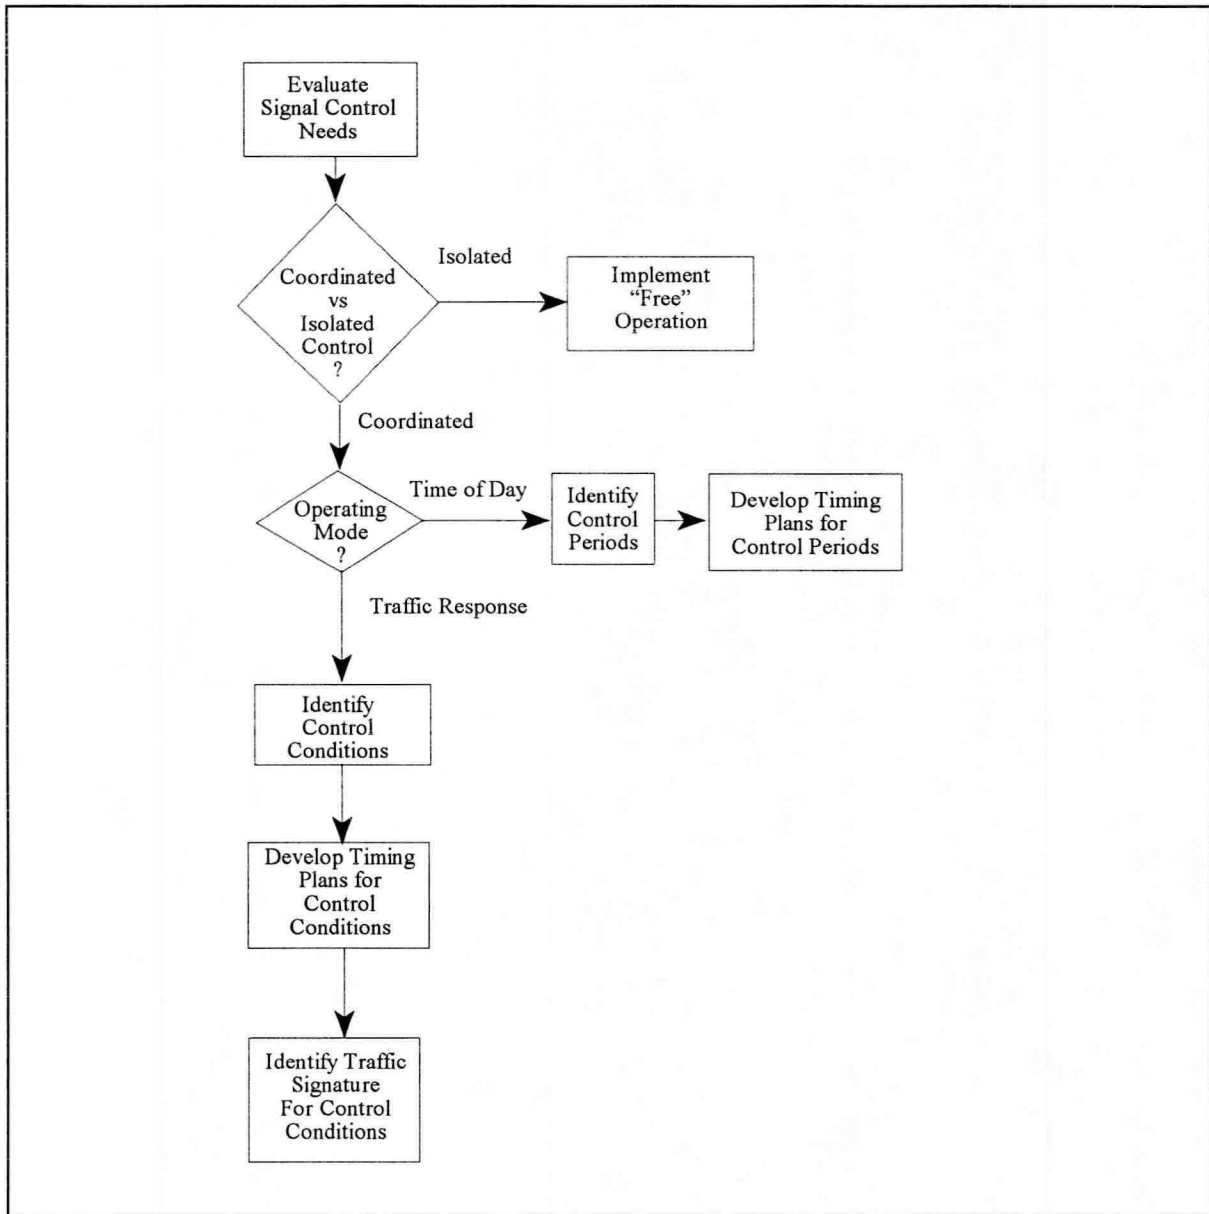 Evaluate
Signal Control
Needs
Coordinated
vs
Isolated
Control
?
Isolated
Implement
“Free”
Operation
Coordinated
Operating
Mode
?
Time of Day
Identify
Control
Periods
Develop Timing
Plans for
Control Periods
Traffic Response
Identify
Control
Conditions
Develop Timing
Plans for
Control
Conditions
Identify Traffic
Signature
For Control
Conditions